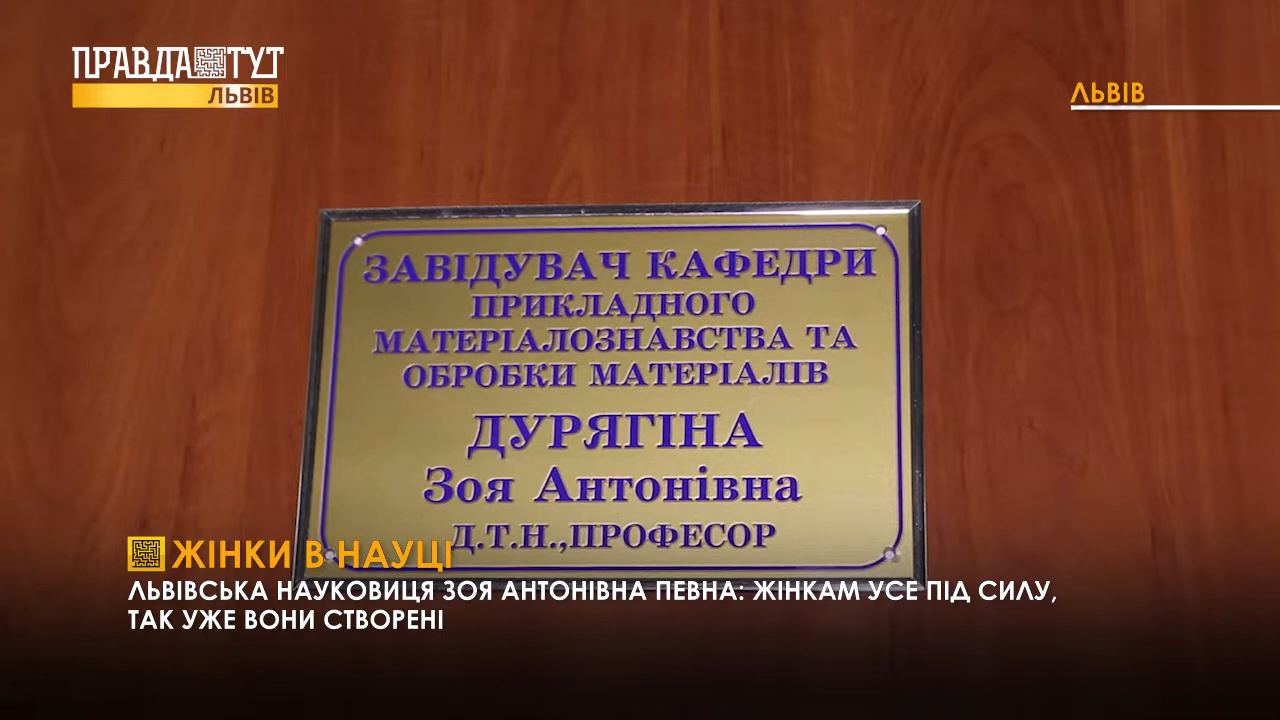 ПРАВДА ТУТ
ЛЬВІВ
ЛЬВІВ
ЗАВІДУВАЧ КАФЕДРИ
ПРИКЛАДНОГО
МАТЕРІАЛОЗНАВСТВА ТА
ОБРОБКИ МАТЕРІАЛІВ
ДУРЯГІНА
Зоя Антонівна
Д.Т.Н.,ПРОФЕСОР
ЖІНКИ В НАУЦІ
ЛЬВІВСЬКА НАУКОВИЦЯ ЗОЯ АНТОНІВНА ПЕВНА: ЖІНКАМ УСЕ ПІД СИЛУ,
ТАК УЖЕ ВОНИ СТВОРЕНІ